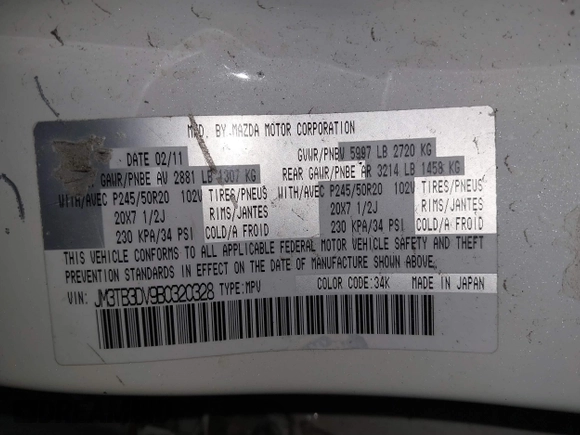 MFD. BY MAZDA MOTOR CORPORATION
DATE 02/11 GVWR/PNBV 5997 LB 2720 KG
GAWR/PNBE AV 2881 LB 1307 KG REAR GAWR/PNBE AR 3214 LB 1458 KG
WITH/AVEC P245/50R20 102V TIRES/PNEUS WITH/AVEC P245/50R20 102V TIRES/PNEUS
20X7 1/2J RIMS/JANTES 20X7 1/2J RIMS/JANTES
230 KPA/34 PSI COLD/A FROID 230 KPA/34 PSI COLD/A FROID
THIS VEHICLE CONFORMS TO ALL APPLICABLE FEDERAL MOTOR VEHICLE SAFETY AND THEFT
PREVENTION STANDARDS IN EFFECT ON THE DATE OF MANUFACTURE SHOWN ABOVE.
VIN: JM3TB3DV9B0320328 TYPE:MPV COLOR CODE:34K MADE IN JAPAN